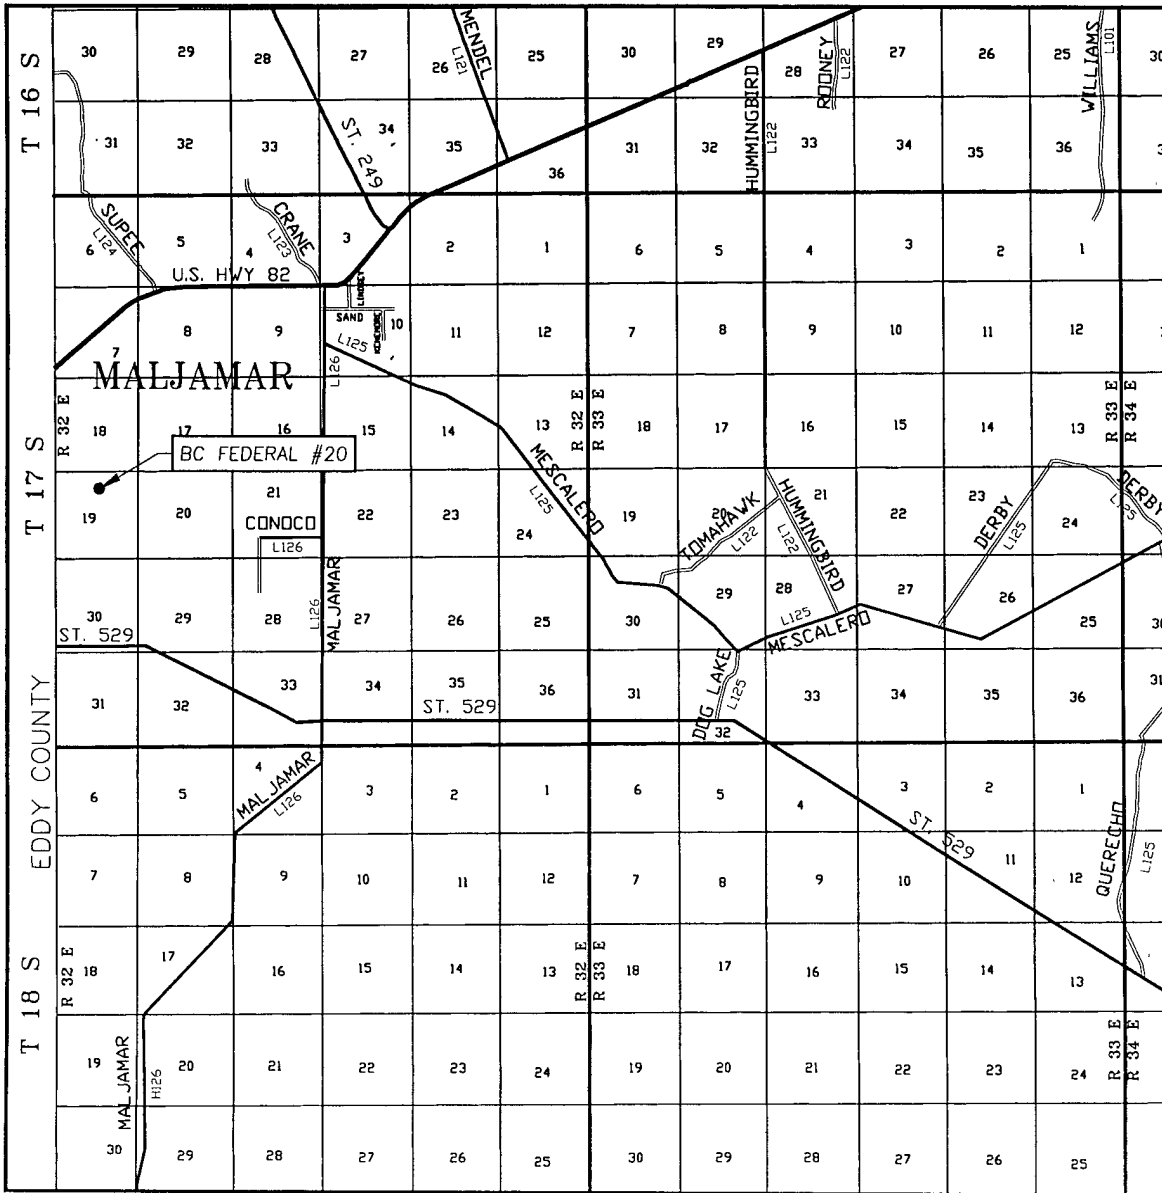 30 29 28 27 26 25 30 29 28 27 26 25 30
MENDEL
L121
ROONEY
L122
WILLIAMS
L101
T 16 S
ST. 249
HUMMINGBIRD
L122
31 32 33 34 35 36 31 32 33 34 35 36
SUPEE
L124
CRANE
L123
6 5 4 3 2 1 6 5 4 3 2 1
U.S. HWY 82
LINDSEY
SAND
KENEMORE
L125
L126
7 8 9 10 11 12 7 8 9 10 11 12
MALJAMAR
R 32 E
R 32 E
R 33 E
R 33 E
R 34 E
T 17 S
18 17 16 15 14 13 18 17 16 15 14 13
BC FEDERAL #20
MESCALERO
L125
TOMAHAWK
L122
HUMMINGBIRD
L122
DERBY
L125
DERBY
L125
19 20 21 22 23 24 19 20 21 22 23 24
CONOCO
L126
MALJAMAR
L126
30 29 28 27 26 25 30 29 28 27 26 25 30
ST. 529
L125
MESCALERO
DOG LAKE
L125
31 32 33 34 35 36 31 32 33 34 35 36 31
ST. 529
EDDY COUNTY
MALJAMAR
L126
6 5 4 3 2 1 6 5 4 3 2 1
ST. 529
QUERECHO
L125
7 8 9 10 11 12 7 8 9 10 11 12
T 18 S
R 32 E
R 32 E
R 33 E
18 17 16 15 14 13 18 17 16 15 14 13
R 33 E
R 34 E
MALJAMAR
H126
19 20 21 22 23 24 19 20 21 22 23 24
30 29 28 27 26 25 30 29 28 27 26 25